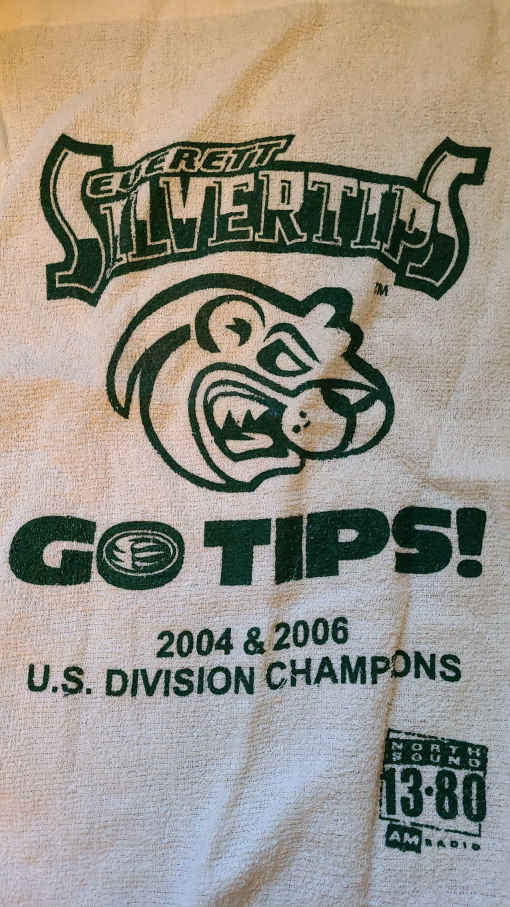 EVERETT
SILVERTIPS
TM
GO TIPS!
2004 & 2006
U.S. DIVISION CHAMPONS
NORTH
SOUND
13·80
AM RADIO